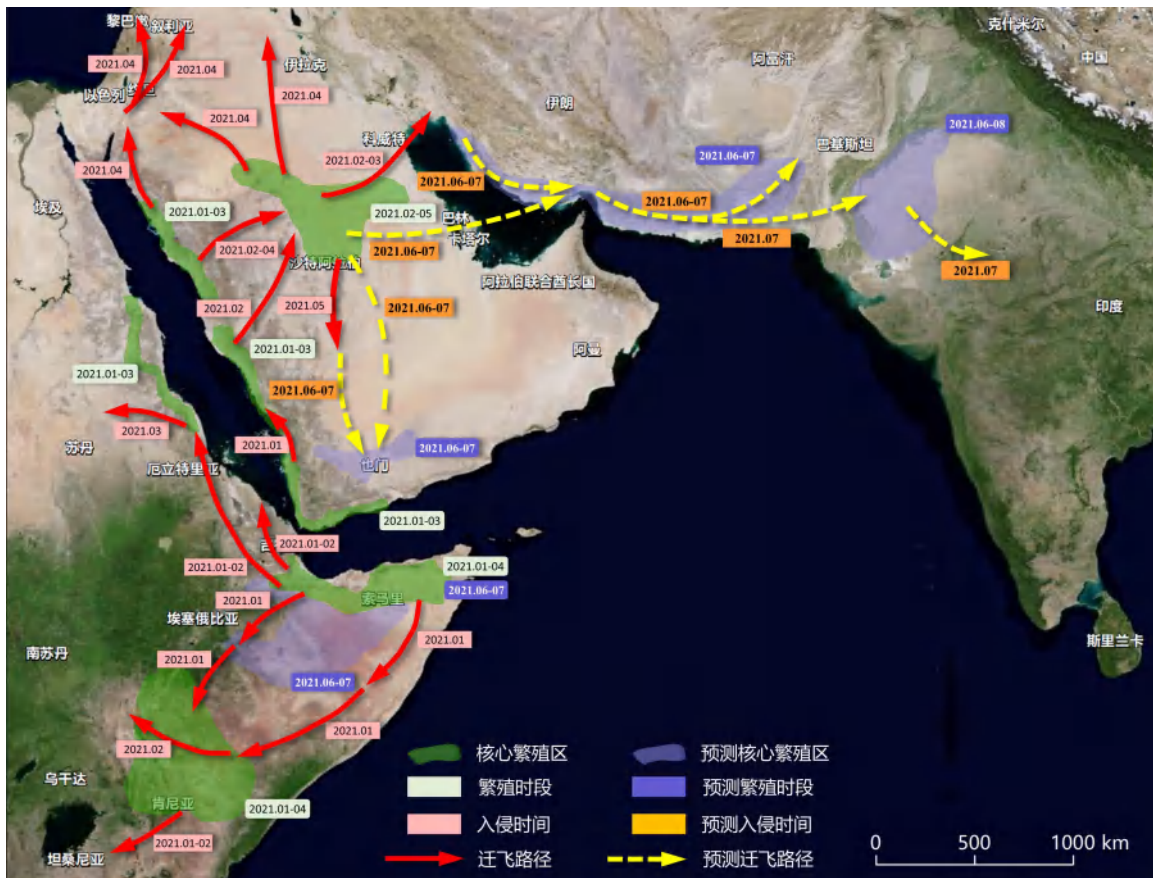 黎巴嫩
叙利亚
克什米尔
中国
2021.04
2021.04
伊拉克
阿富汗
伊朗
以色列
2021.04
2021.04
科威特
2021.06-08
巴基斯坦
2021.06-07
2021.02-03
2021.04
2021.06-07
埃及
2021.01-03
2021.02-05
巴林
2021.06-07
卡塔尔
2021.07
2021.02-04
2021.06-07
沙特阿拉伯
2021.07
阿拉伯联合酋长国
2021.02
2021.05
2021.06-07
印度
2021.01-03
阿曼
2021.01-03
2021.06-07
2021.03
2021.01
苏丹
2021.06-07
也门
厄立特里亚
2021.01-03
2021.01-02
2021.01-02
2021.01-04
2021.06-07
索马里
2021.01
埃塞俄比亚
2021.01
斯里兰卡
南苏丹
2021.01
2021.06-07
2021.01
2021.02
核心繁殖区
预测核心繁殖区
乌干达
繁殖时段
预测繁殖时段
肯尼亚
2021.01-04
入侵时间
预测入侵时间
2021.01-02
坦桑尼亚
迁飞路径
预测迁飞路径
0 500 1000 km